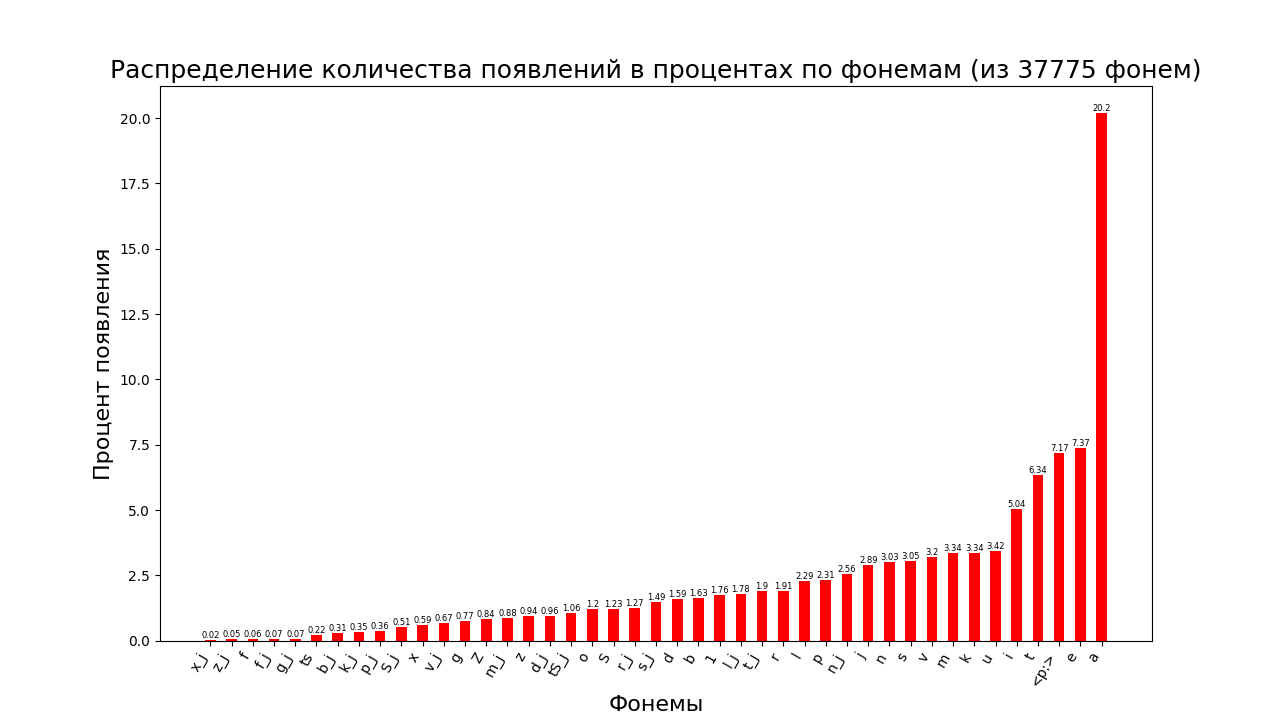 Распределение количества появлений в процентах по фонемам (из 37775 фонем)
Процент появления
20.0
17.5
15.0
12.5
10.0
7.5
5.0
2.5
0.0
0.02 0.05 0.06 0.07 0.07 0.22 0.31 0.35 0.36 0.51 0.59 0.67 0.77 0.84 0.88 0.94 0.96 1.06 1.2 1.23 1.27 1.49 1.59 1.63 1.76 1.78 1.9 1.91 2.29 2.31 2.56 2.89 3.03 3.05 3.2 3.34 3.34 3.42 5.04 6.34 7.17 7.37 20.2
x_j z_j f f_j g_j ts b_j k_j p_j S_j x v_j g Z m_j z d_j tS_j o S r_j s_j d b 1 l_j t_j r l p n_j j n s v m k u i t <p:> e a
Фонемы